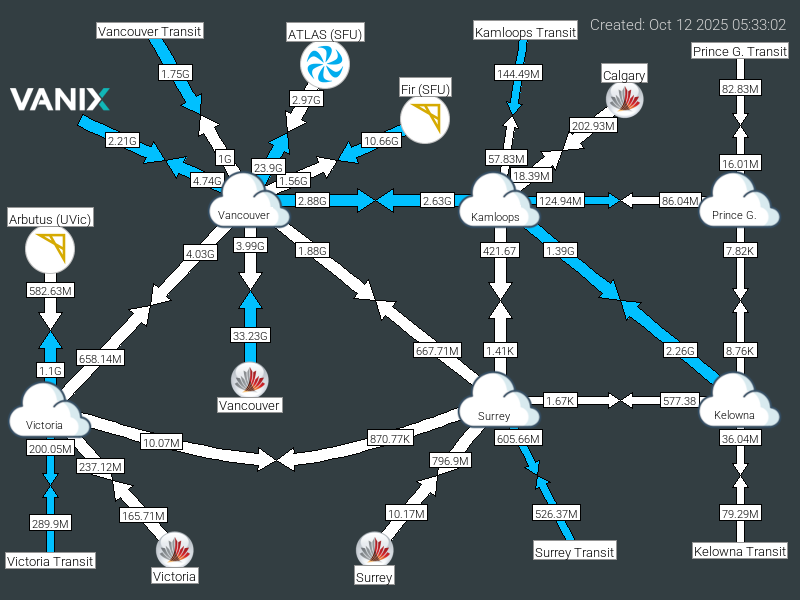 Created: Oct 12 2025 05:33:02
Vancouver Transit
ATLAS (SFU)
Kamloops Transit
Prince G. Transit
1.75G
144.49M
Calgary
Fir (SFU)
82.83M
VANIX
2.97G
202.93M
2.21G
10.66G
1G
57.83M
16.01M
23.9G
18.39M
4.74G
1.56G
2.88G
2.63G
124.94M
86.04M
Vancouver
Kamloops
Prince G.
Arbutus (UVic)
4.03G
3.99G
1.88G
421.67
1.39G
7.82K
582.63M
33.23G
658.14M
667.71M
1.41K
2.26G
8.76K
1.1G
Vancouver
1.67K
577.38
Victoria
Surrey
Kelowna
200.05M
10.07M
870.77K
605.66M
36.04M
237.12M
796.9M
289.9M
165.71M
10.17M
526.37M
79.29M
Victoria Transit
Victoria
Surrey
Surrey Transit
Kelowna Transit